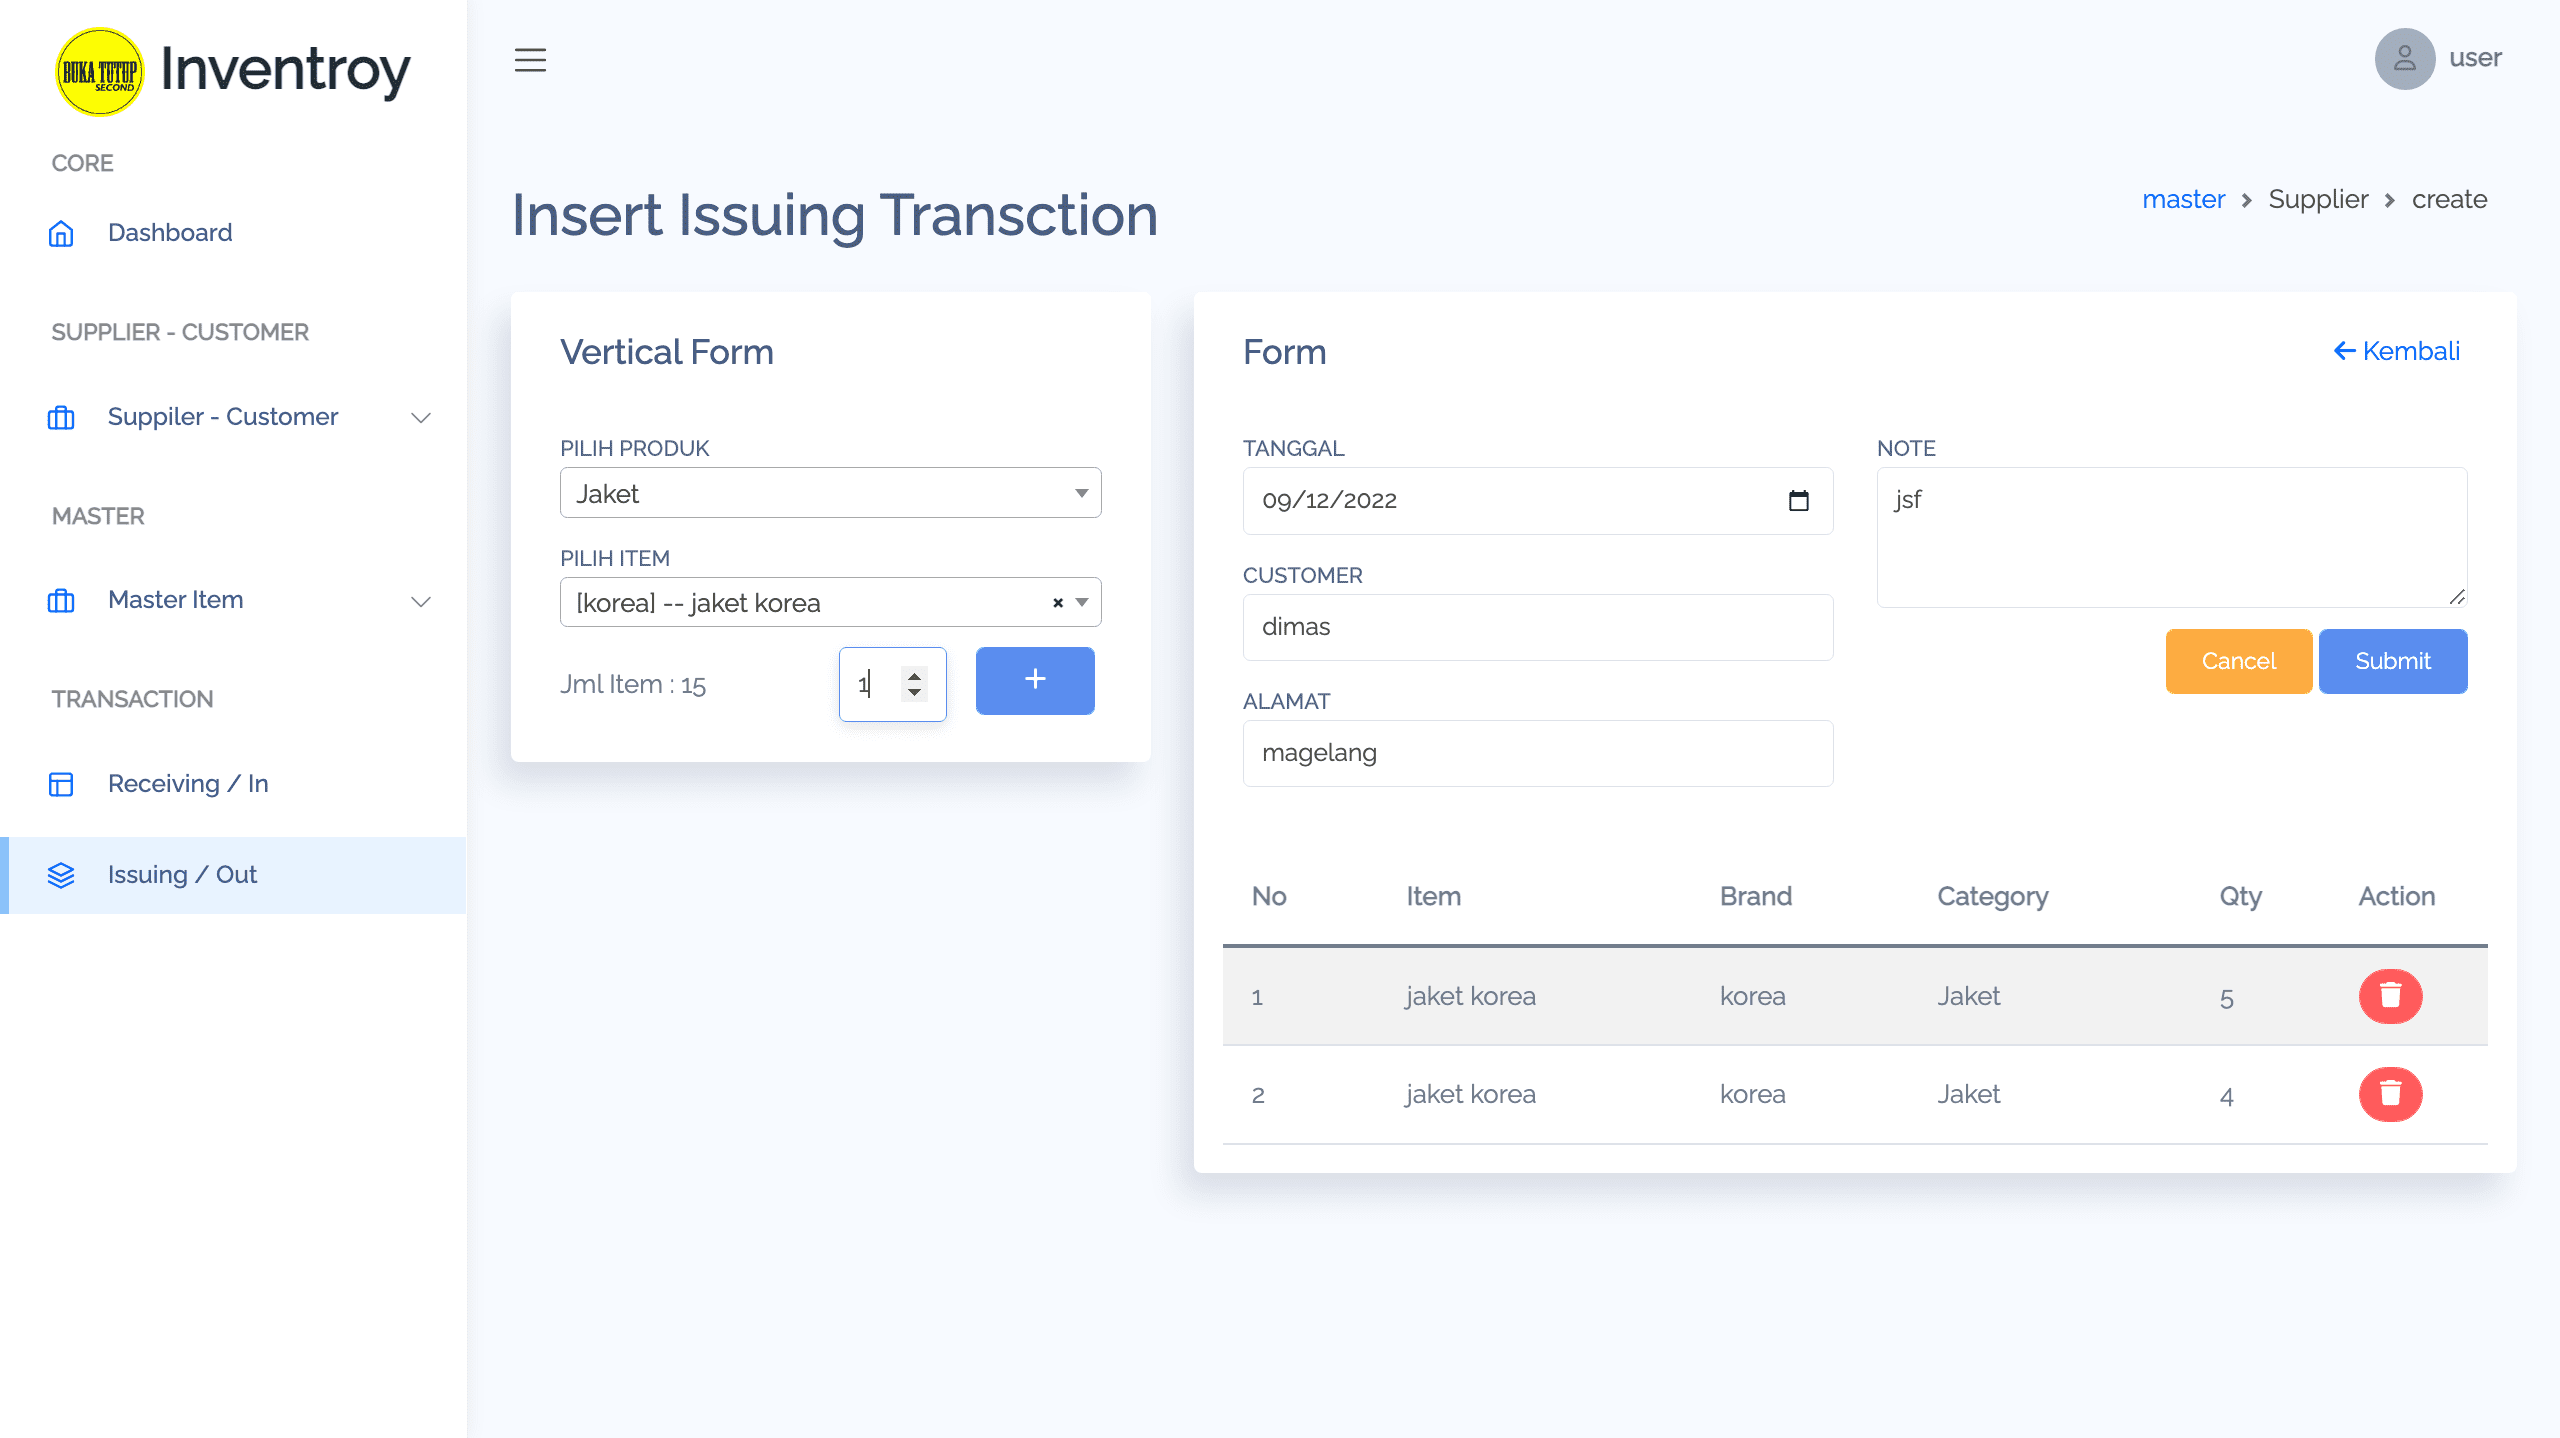 BUKA TUTUP
SECOND
Inventroy
user
CORE
Dashboard
SUPPLIER - CUSTOMER
Suppiler - Customer
MASTER
Master Item
TRANSACTION
Receiving / In
Issuing / Out
Insert Issuing Transction
master > Supplier > create
Vertical Form
PILIH PRODUK
Jaket
PILIH ITEM
[korea] -- jaket korea ×
Jml Item : 15 1 +
Form
← Kembali
TANGGAL
09/12/2022
CUSTOMER
dimas
ALAMAT
magelang
NOTE
jsf
Cancel Submit
No Item Brand Category Qty Action
1 jaket korea korea Jaket 5
2 jaket korea korea Jaket 4